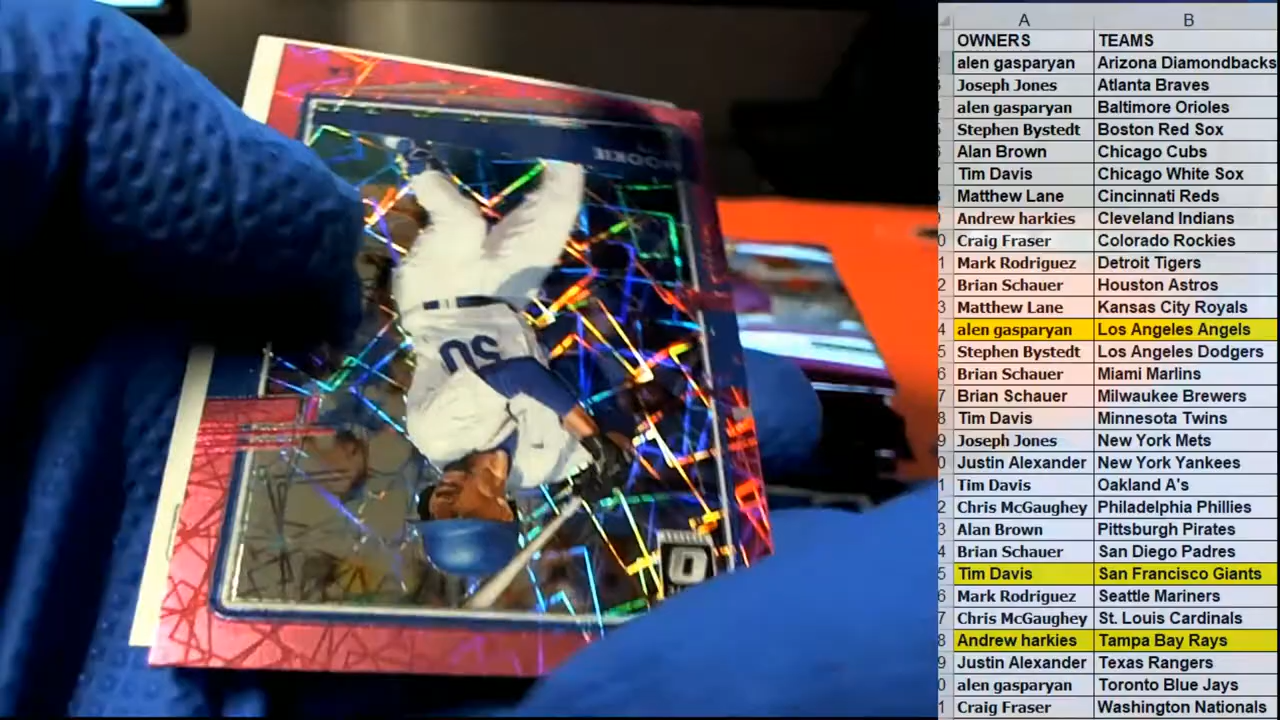 A B
OWNERS TEAMS
alen gasparyan Arizona Diamondbacks
Joseph Jones Atlanta Braves
alen gasparyan Baltimore Orioles
Stephen Bystedt Boston Red Sox
Alan Brown Chicago Cubs
Tim Davis Chicago White Sox
Matthew Lane Cincinnati Reds
Andrew harkies Cleveland Indians
Craig Fraser Colorado Rockies
Mark Rodriguez Detroit Tigers
Brian Schauer Houston Astros
Matthew Lane Kansas City Royals
alen gasparyan Los Angeles Angels
Stephen Bystedt Los Angeles Dodgers
Brian Schauer Miami Marlins
Brian Schauer Milwaukee Brewers
Tim Davis Minnesota Twins
Joseph Jones New York Mets
Justin Alexander New York Yankees
Tim Davis Oakland A's
Chris McGaughey Philadelphia Phillies
Alan Brown Pittsburgh Pirates
Brian Schauer San Diego Padres
Tim Davis San Francisco Giants
Mark Rodriguez Seattle Mariners
Chris McGaughey St. Louis Cardinals
Andrew harkies Tampa Bay Rays
Justin Alexander Texas Rangers
alen gasparyan Toronto Blue Jays
Craig Fraser Washington Nationals
ROOKIE
50
O